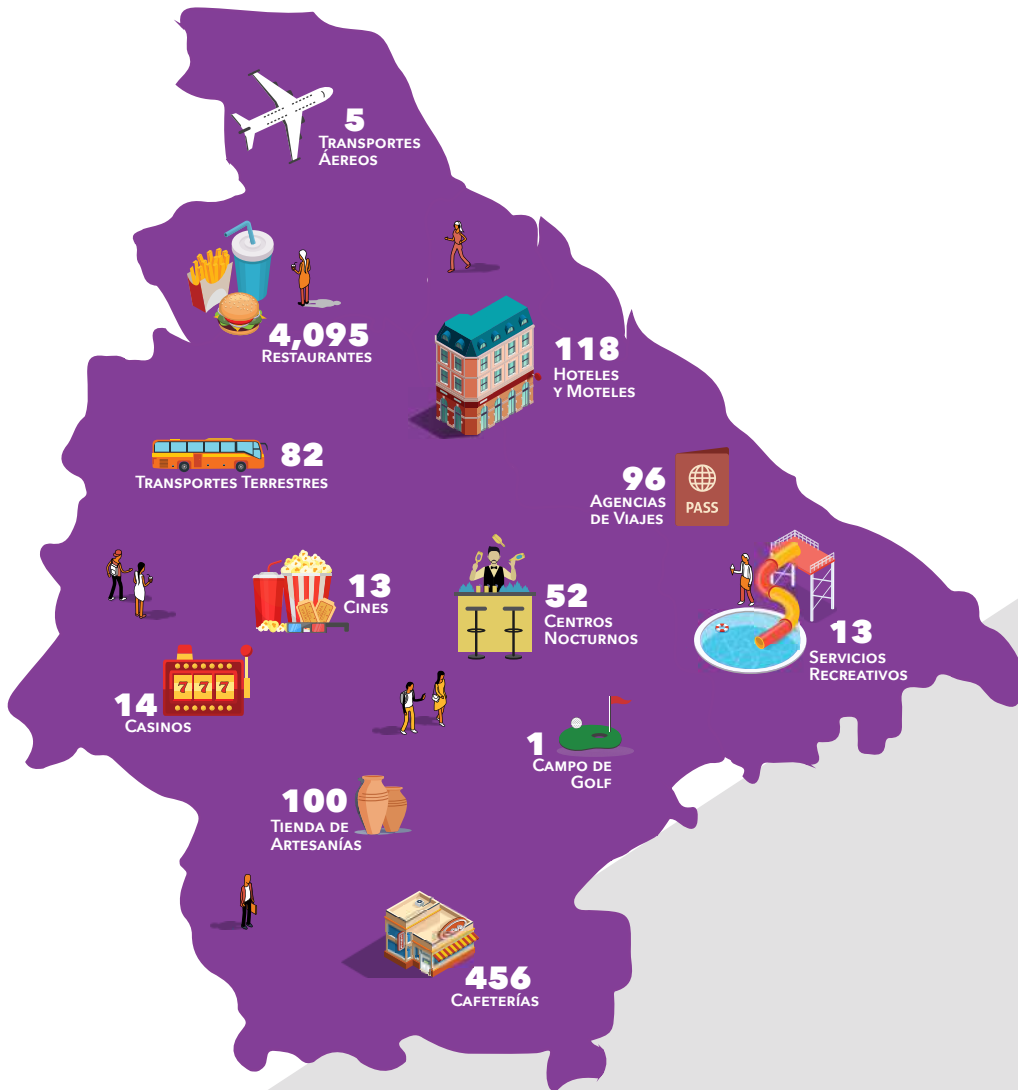 5
Transportes
Áereos
4,095
Restaurantes
118
Hoteles
y Moteles
82
Transportes Terrestres
96
Agencias
de Viajes
PASS
13
Cines
52
Centros
Nocturnos
13
Servicios
Recreativos
777
14
Casinos
1
Campo de
Golf
100
Tienda de
Artesanías
456
Cafeterías